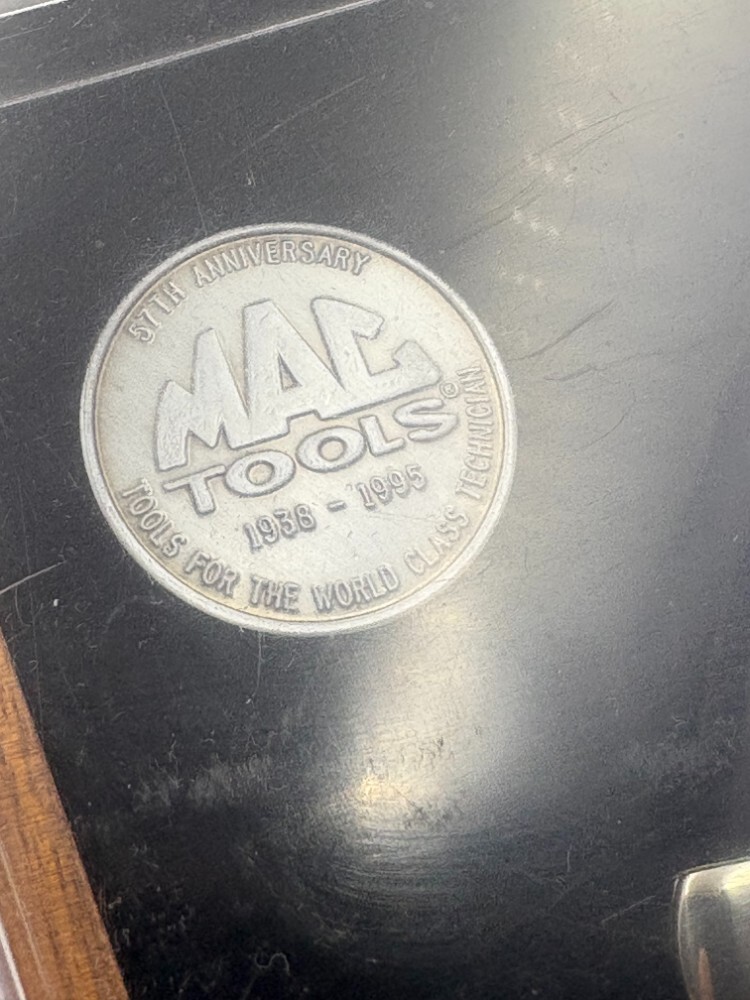 57TH ANNIVERSARY
MAC
TOOLS©
1938 - 1995
TOOLS FOR THE WORLD CLASS TECHNICIAN